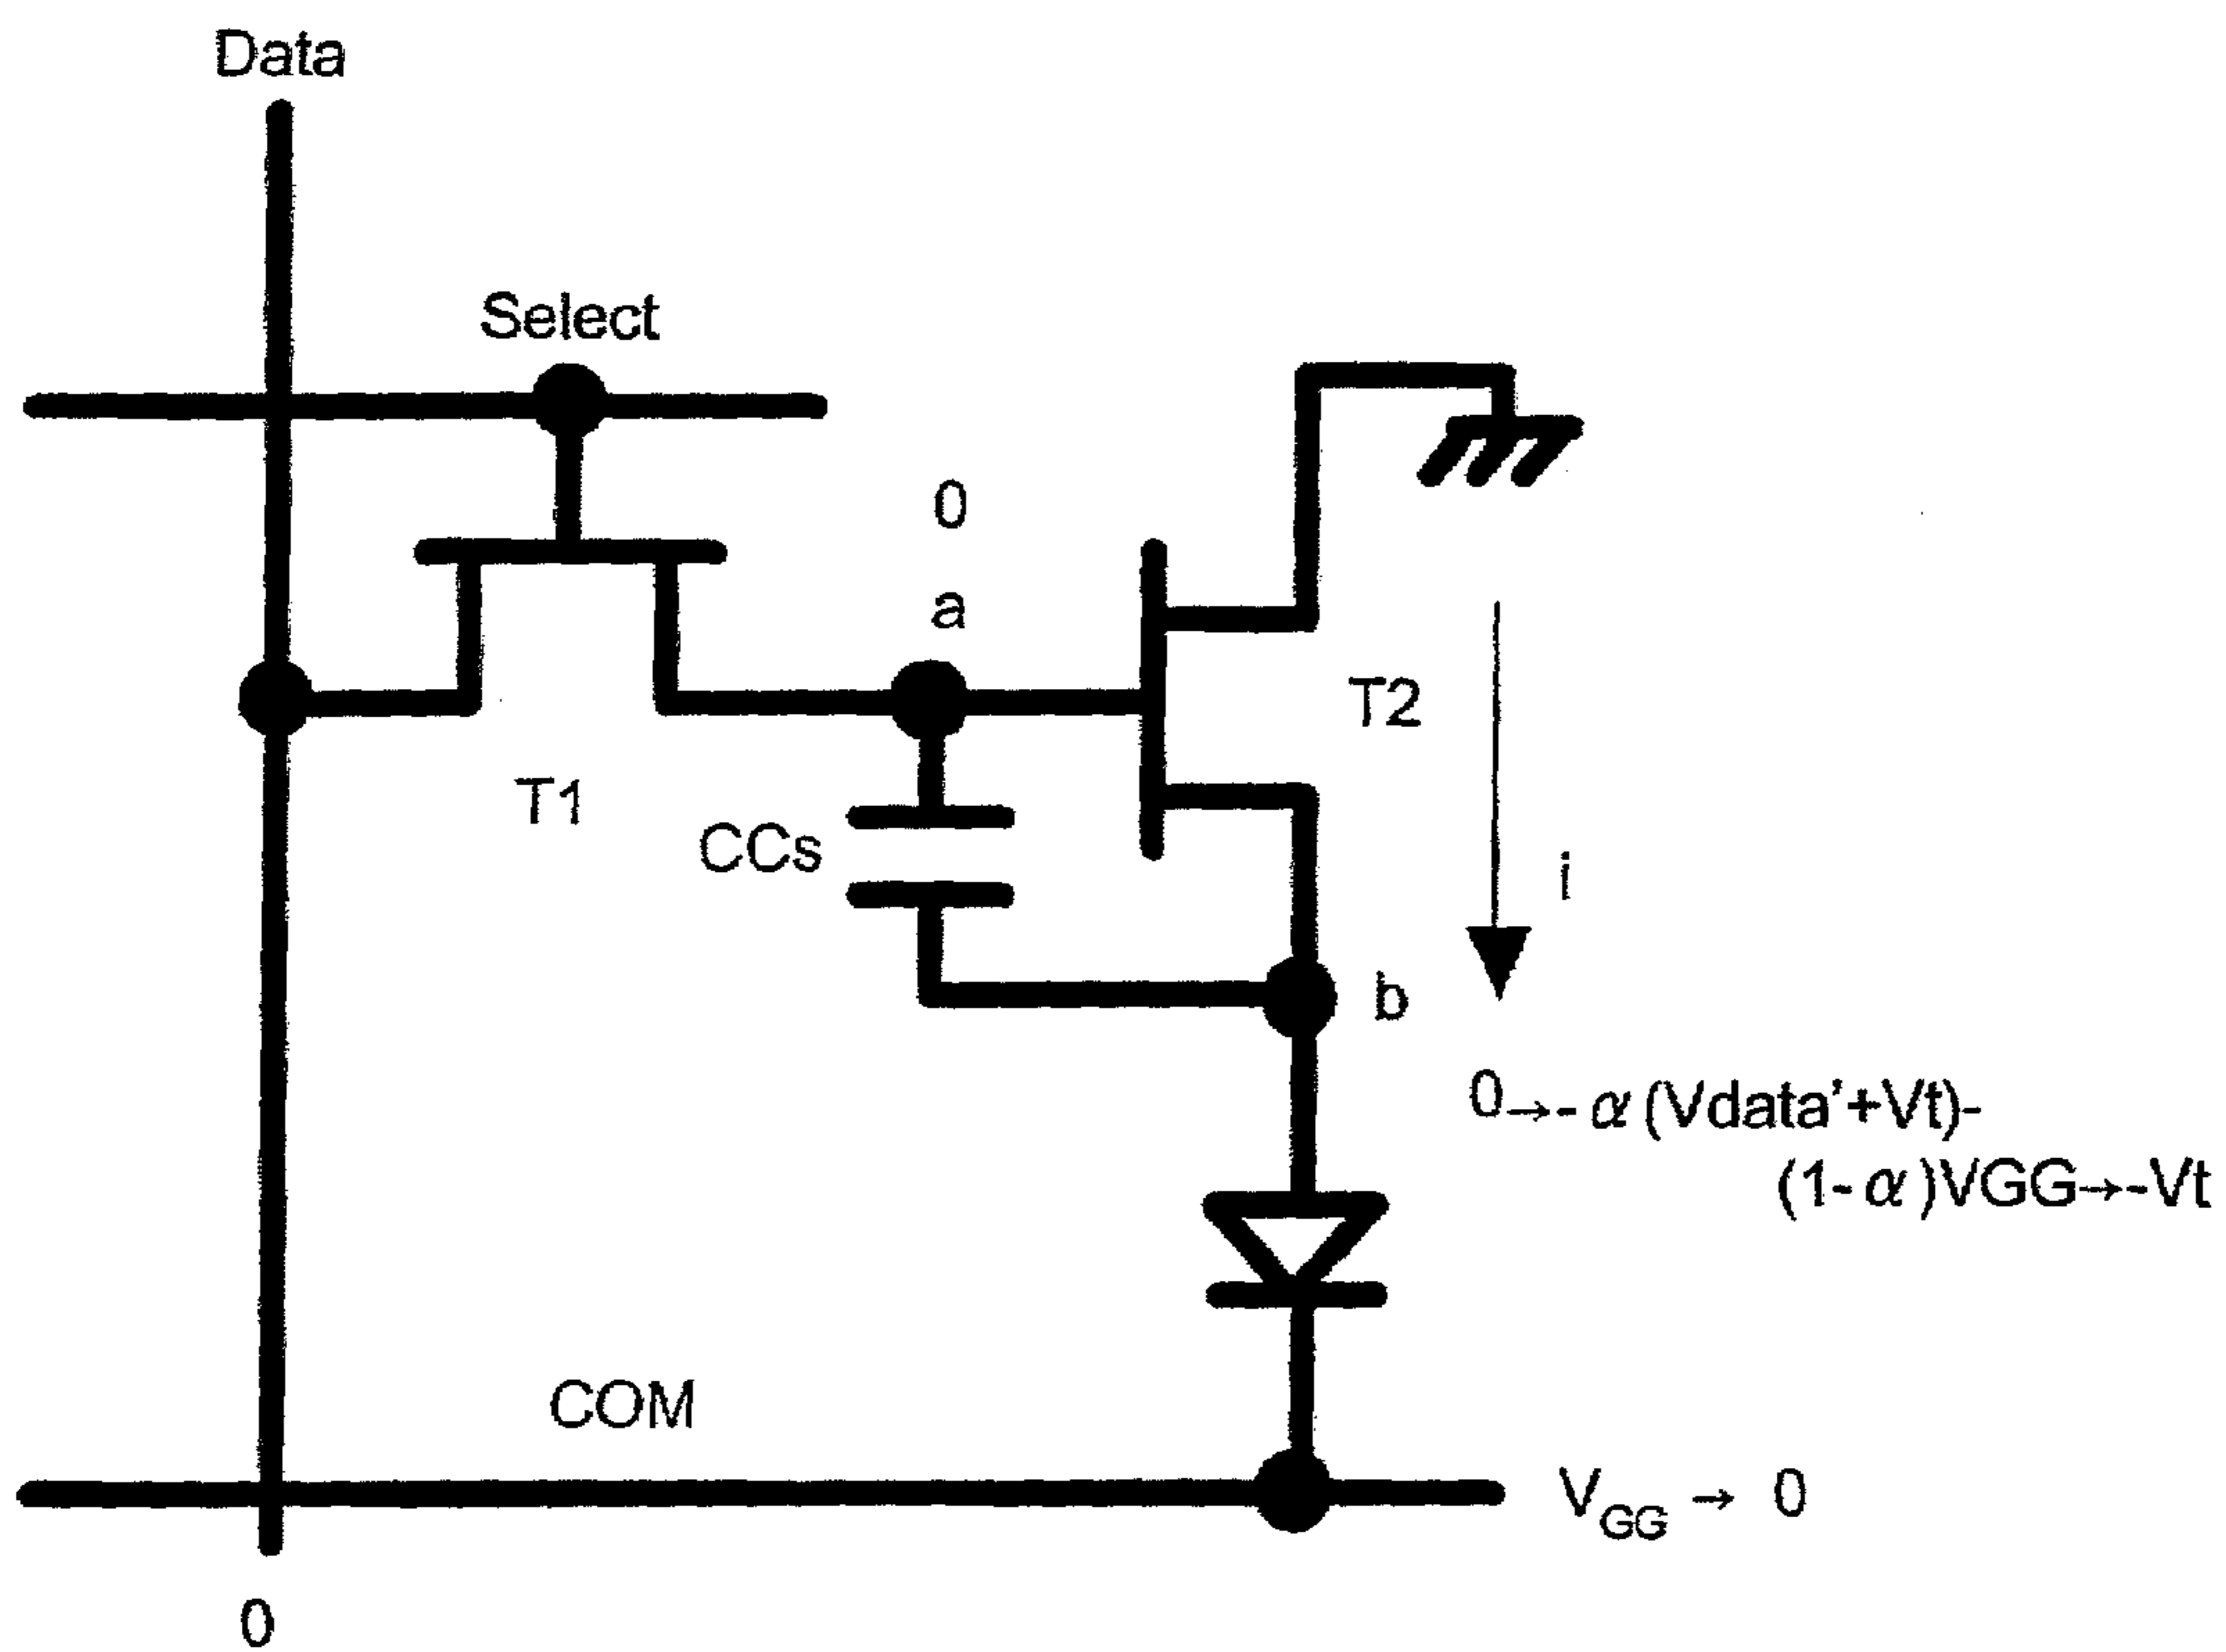 Data
Select
0
a
T2
T1
CCs
i
b
0→-α(Vdata'+Vt)-
(1-α)VGG→-Vt
COM
VGG → 0
0